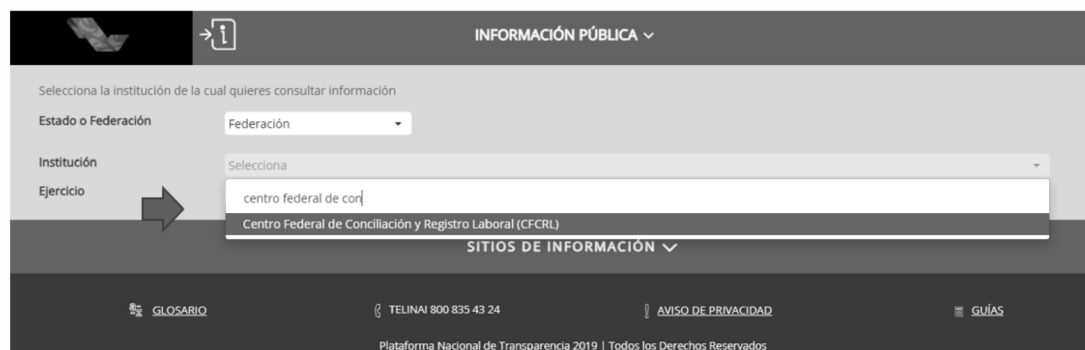 INFORMACIÓN PÚBLICA
Selecciona la institución de la cual quieres consultar información
Estado o Federación
Federación
Institución
Selecciona
Ejercicio
centro federal de con
Centro Federal de Conciliación y Registro Laboral (CFCRL)
SITIOS DE INFORMACIÓN
GLOSARIO
TELINAI 800 835 43 24
AVISO DE PRIVACIDAD
GUÍAS
Plataforma Nacional de Transparencia 2019 | Todos los Derechos Reservados